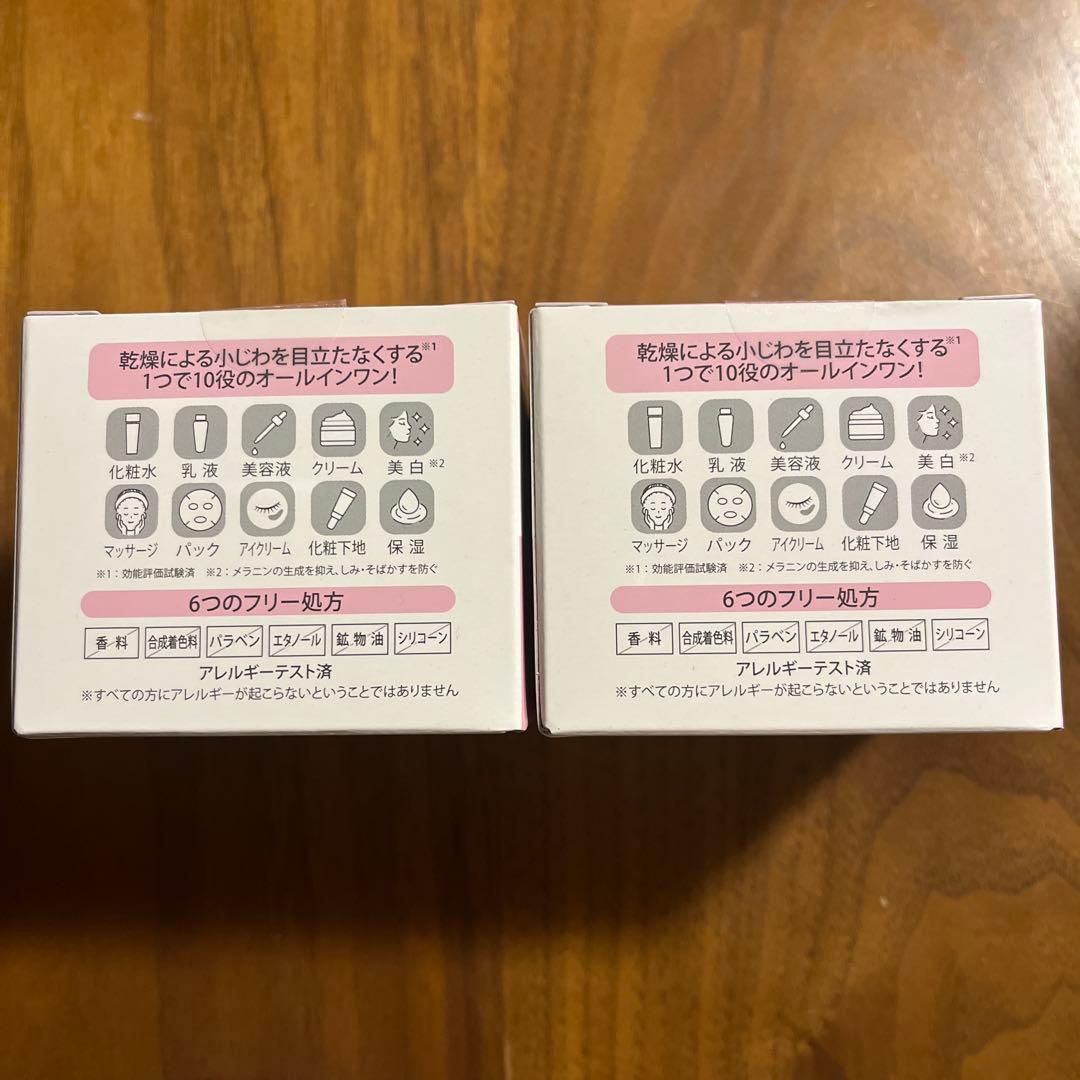 乾燥による小じわを目立たなくする※1
1つで10役のオールインワン!
化粧水 乳液 美容液 クリーム 美白※2
マッサージ パック アイクリーム 化粧下地 保湿
※1：効能評価試験済 ※2：メラニンの生成を抑え、しみ・そばかすを防ぐ
6つのフリー処方
香料 合成着色料 パラベン エタノール 鉱物油 シリコーン
アレルギーテスト済
※すべての方にアレルギーが起こらないということではありません
乾燥による小じわを目立たなくする※1
1つで10役のオールインワン!
化粧水 乳液 美容液 クリーム 美白※2
マッサージ パック アイクリーム 化粧下地 保湿
※1：効能評価試験済 ※2：メラニンの生成を抑え、しみ・そばかすを防ぐ
6つのフリー処方
香料 合成着色料 パラベン エタノール 鉱物油 シリコーン
アレルギーテスト済
※すべての方にアレルギーが起こらないということではありません